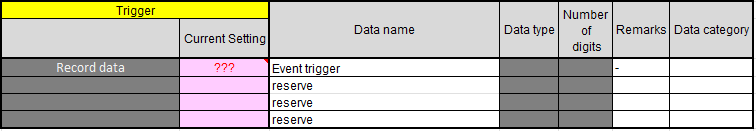 Trigger
Current Setting
Data name
Data type
Number
of
digits
Remarks
Data category
Record data
???
Event trigger
-
reserve
reserve
reserve